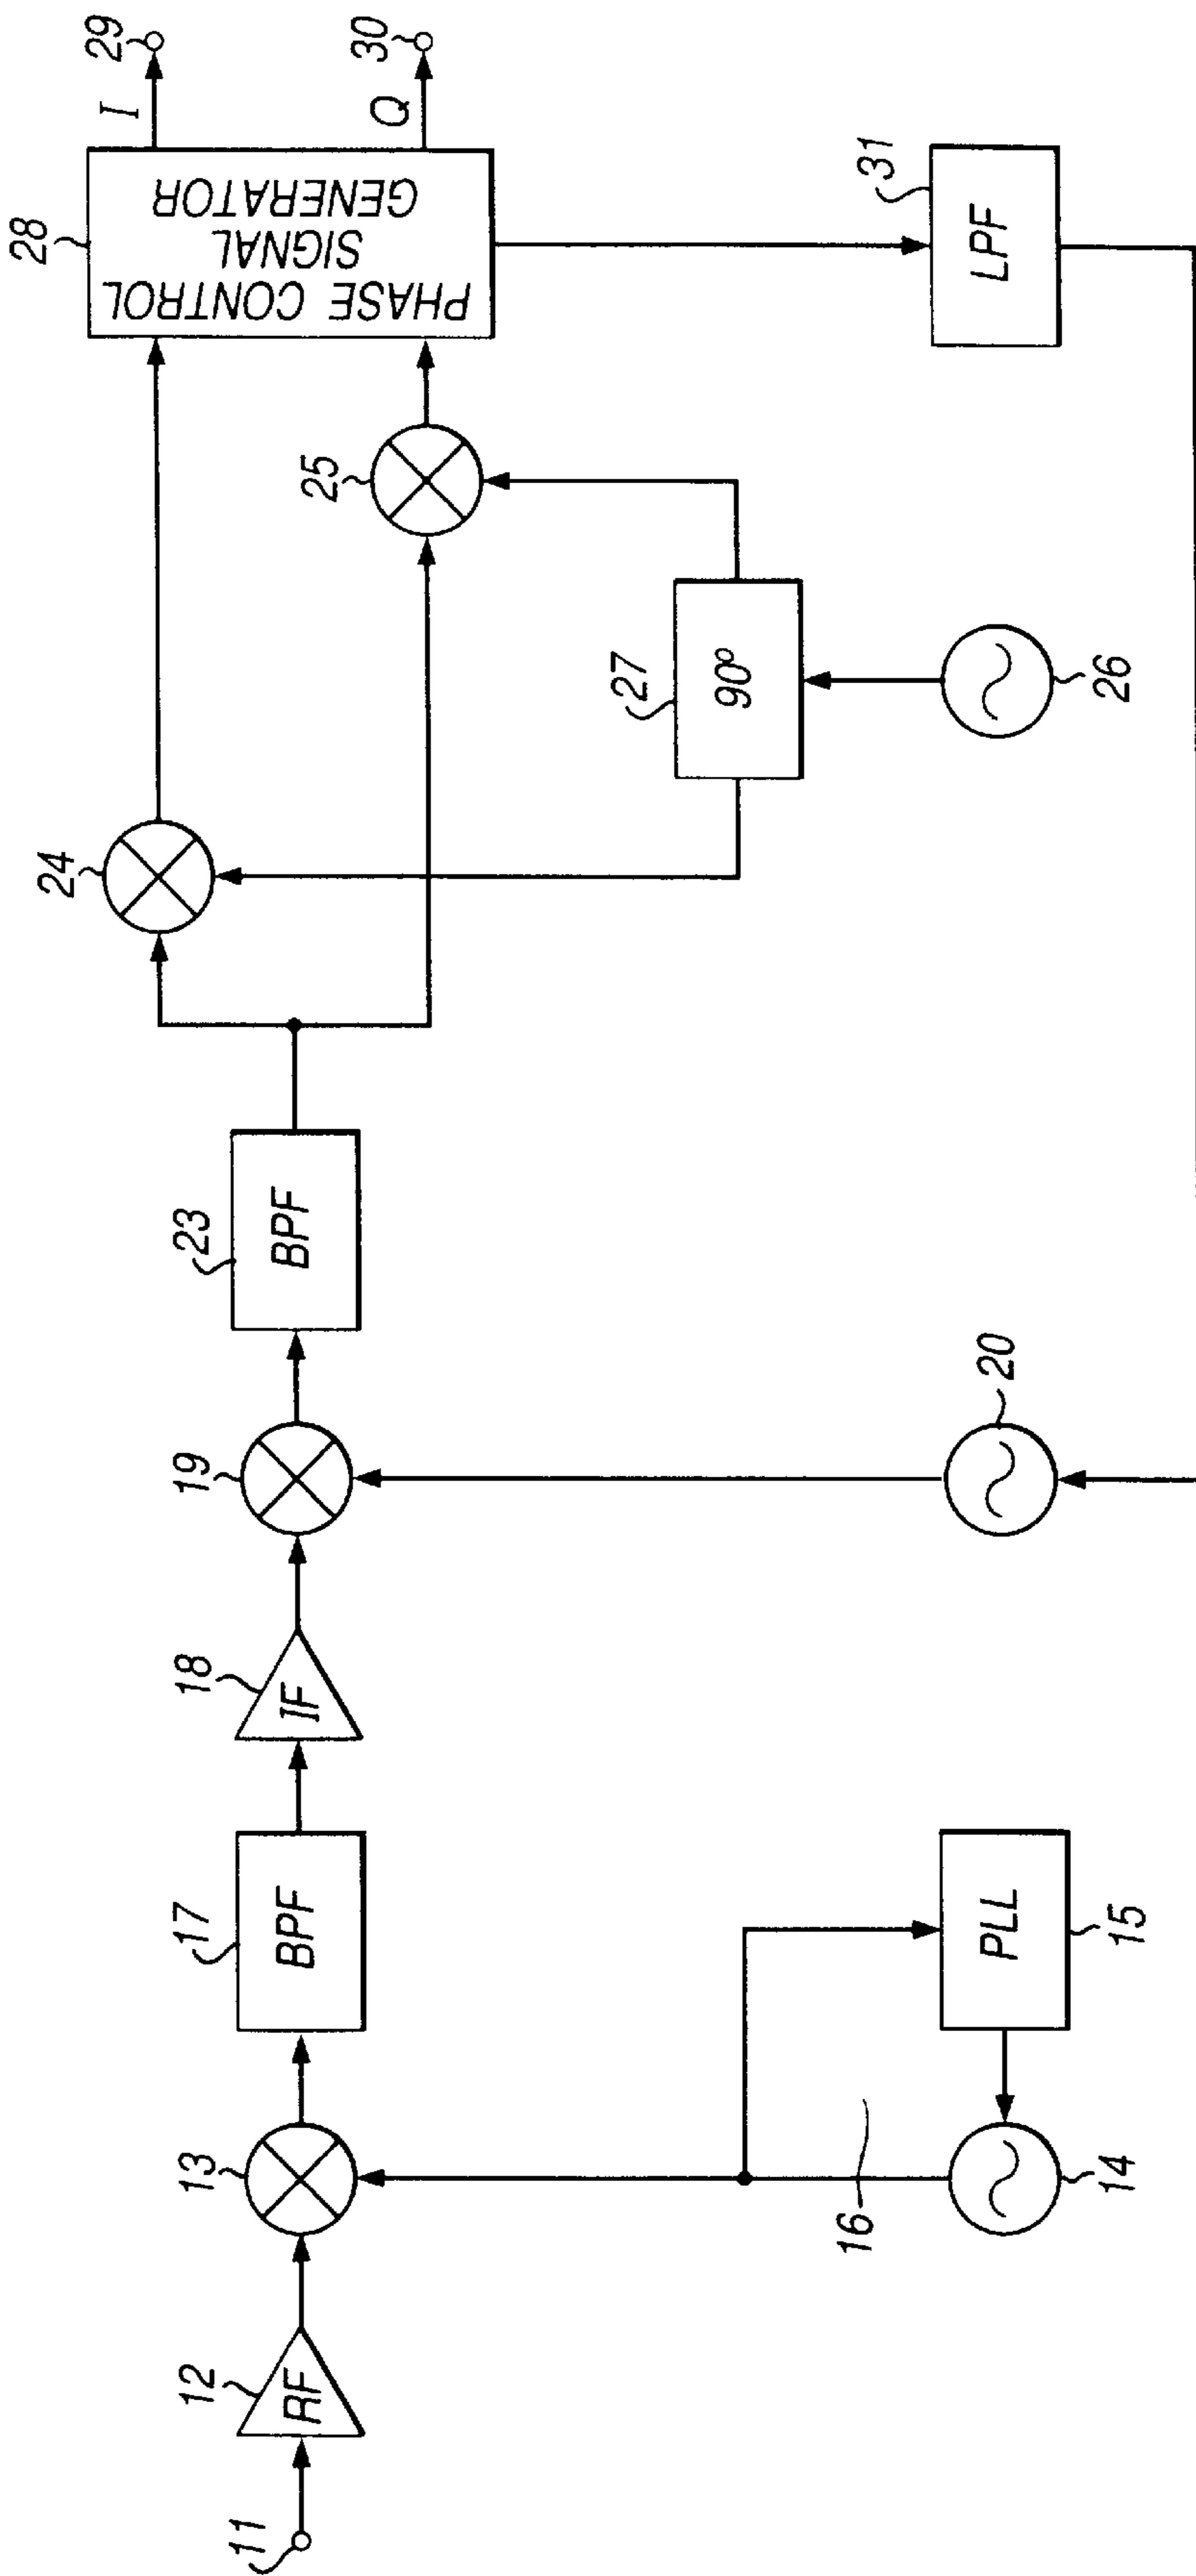 11
12
RF
13
14
PLL
15
16
17
BPF
18
IF
19
20
23
BPF
24
25
26
27
90°
28
PHASE CONTROL
SIGNAL
GENERATOR
I
29
Q
30
31
LPF